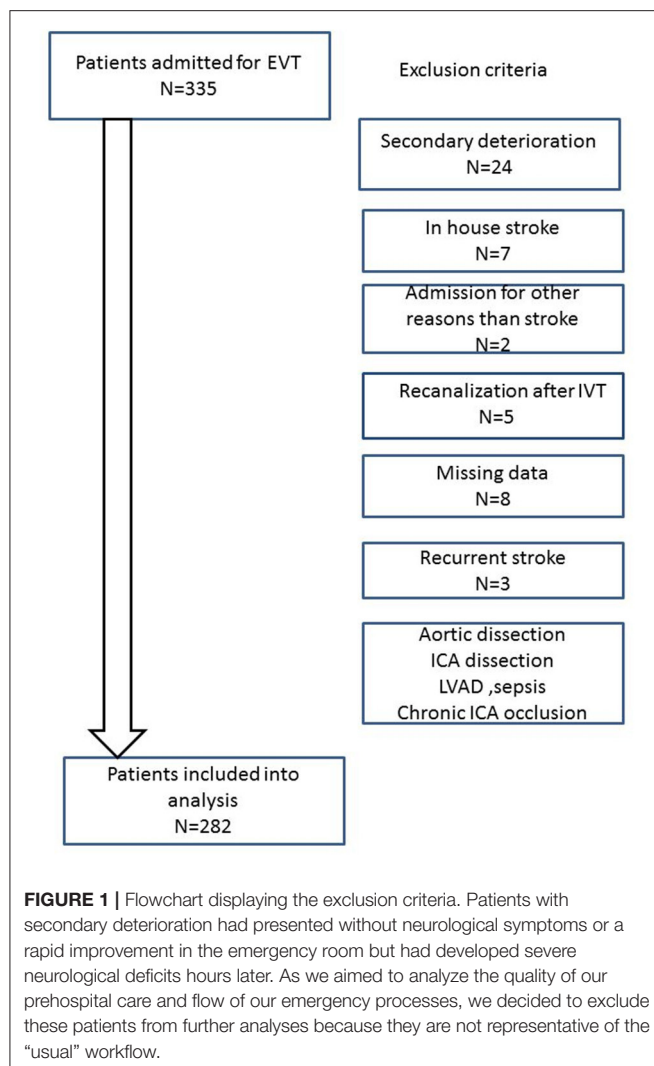 Patients admitted for EVT
N=335
Exclusion criteria
Secondary deterioration
N=24
In house stroke
N=7
Admission for other
reasons than stroke
N=2
Recanalization after IVT
N=5
Missing data
N=8
Recurrent stroke
N=3
Aortic dissection
ICA dissection
LVAD ,sepsis
Chronic ICA occlusion
Patients included into
analysis
N=282
FIGURE 1 | Flowchart displaying the exclusion criteria. Patients with
secondary deterioration had presented without neurological symptoms or a
rapid improvement in the emergency room but had developed severe
neurological deficits hours later. As we aimed to analyze the quality of our
prehospital care and flow of our emergency processes, we decided to exclude
these patients from further analyses because they are not representative of the
“usual” workflow.